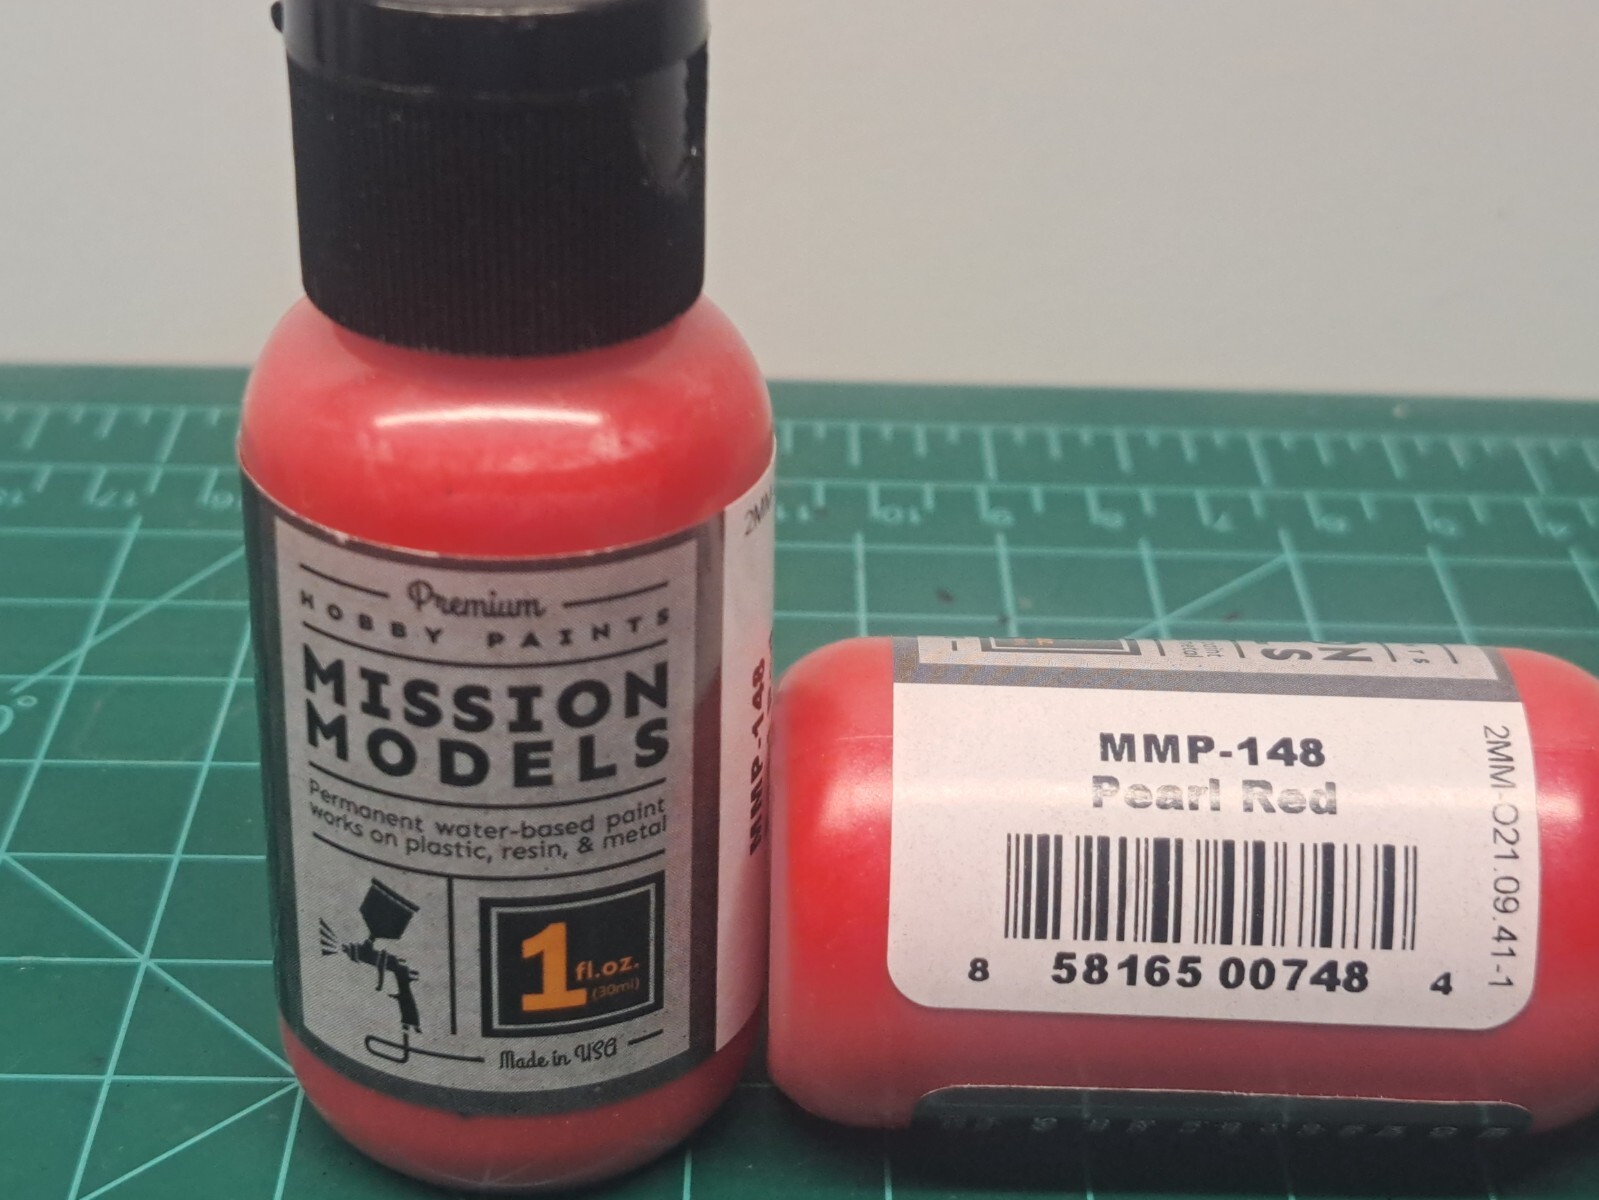 Premium
HOBBY PAINTS
MISSION
MODELS
Permanent water-based paint
works on plastic, resin, & metal
1 fl.oz.
(30ml)
Made in USA
2MM
MMP-148
MMP-148
Pearl Red
8 58165 00748 4
2MM-021.09.41-1